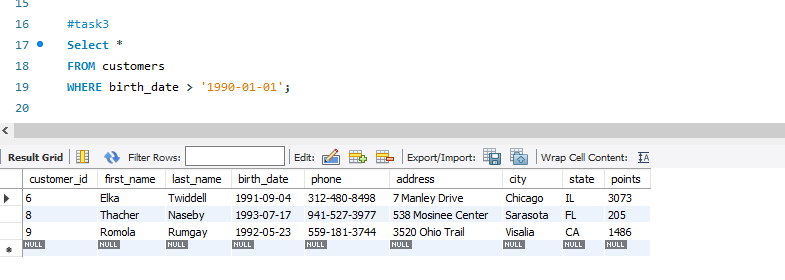 15
16 #task3
17 Select *
18 FROM customers
19 WHERE birth_date > '1990-01-01';
20
Result Grid Filter Rows: Edit: Export/Import: Wrap Cell Content:
customer_id first_name last_name birth_date phone address city state points
6 Elka Twiddell 1991-09-04 312-480-8498 7 Manley Drive Chicago IL 3073
8 Thacher Naseby 1993-07-17 941-527-3977 538 Mosinee Center Sarasota FL 205
9 Romola Rumgay 1992-05-23 559-181-3744 3520 Ohio Trail Visalia CA 1486
NULL NULL NULL NULL NULL NULL NULL NULL NULL